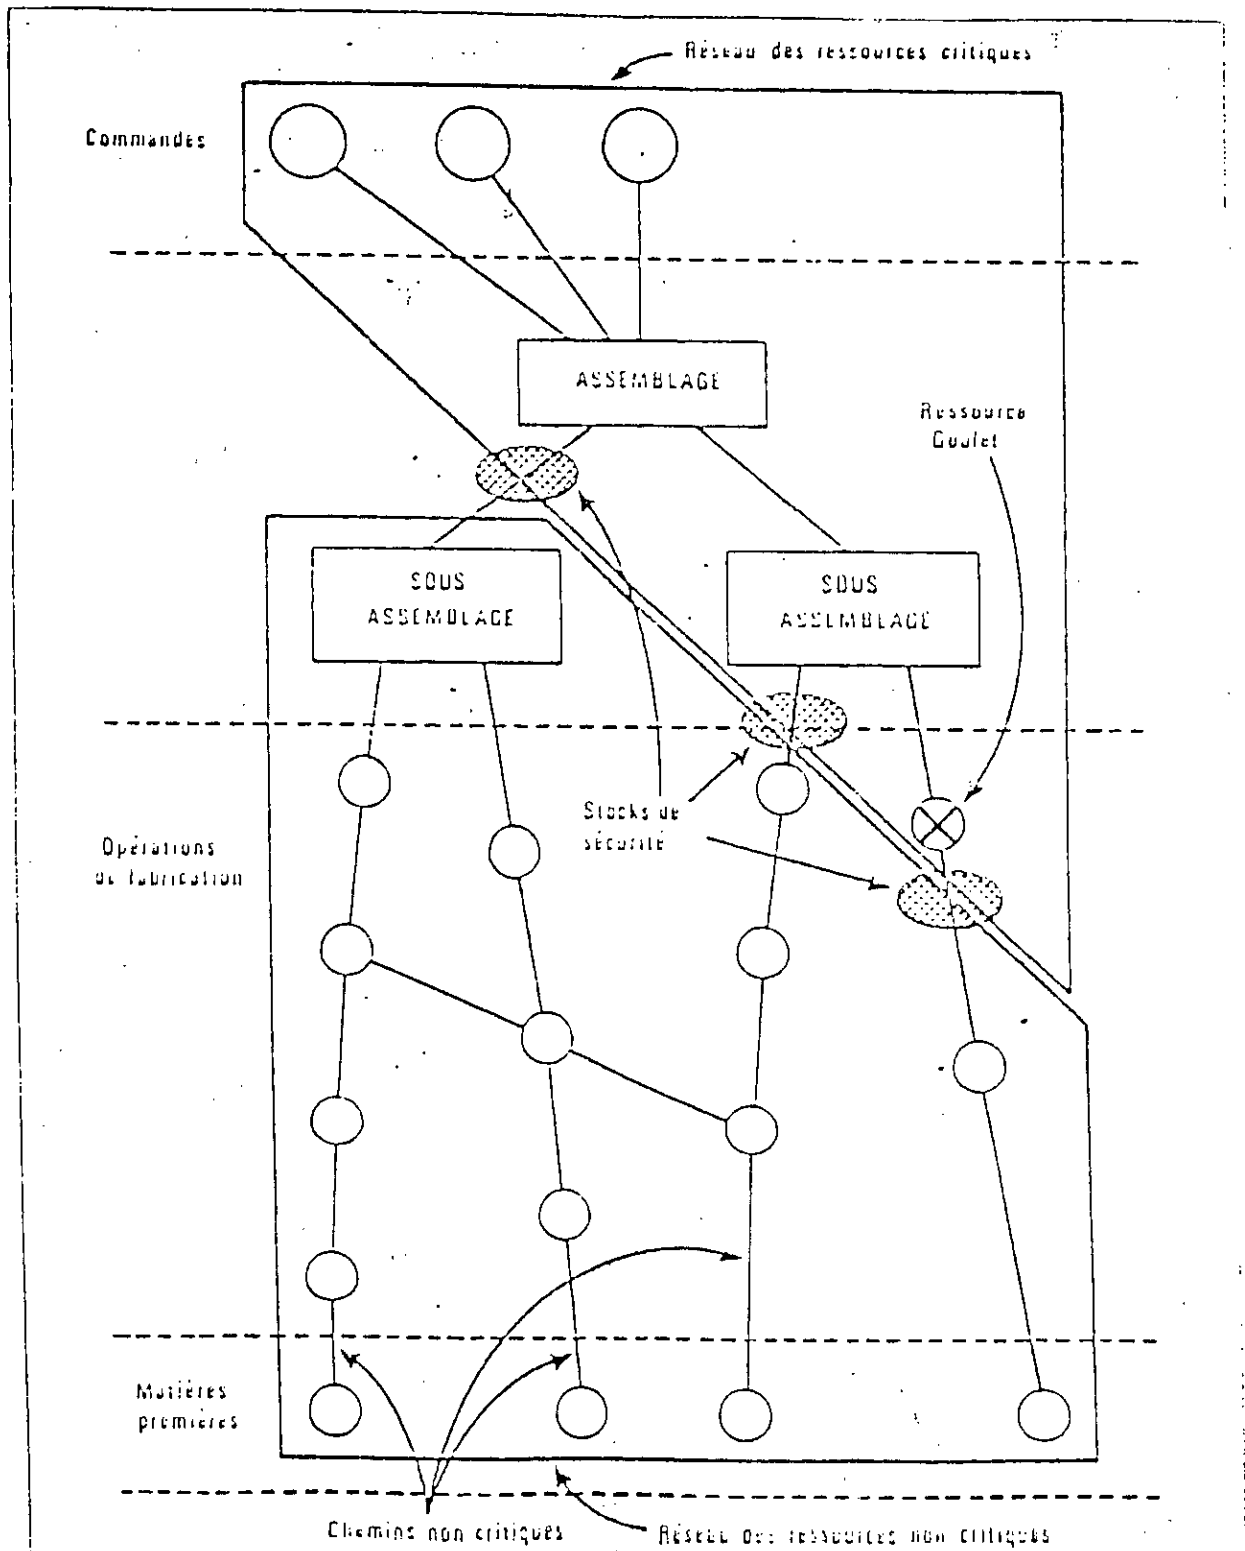 Réseau des ressources critiques
Commandes
ASSEMBLAGE
Ressource
Goulet
SOUS
ASSEMBLAGE
SOUS
ASSEMBLAGE
Stocks de
sécurité
Opérations
de fabrication
Matières
premières
Chemins non critiques
Réseau des ressources non critiques